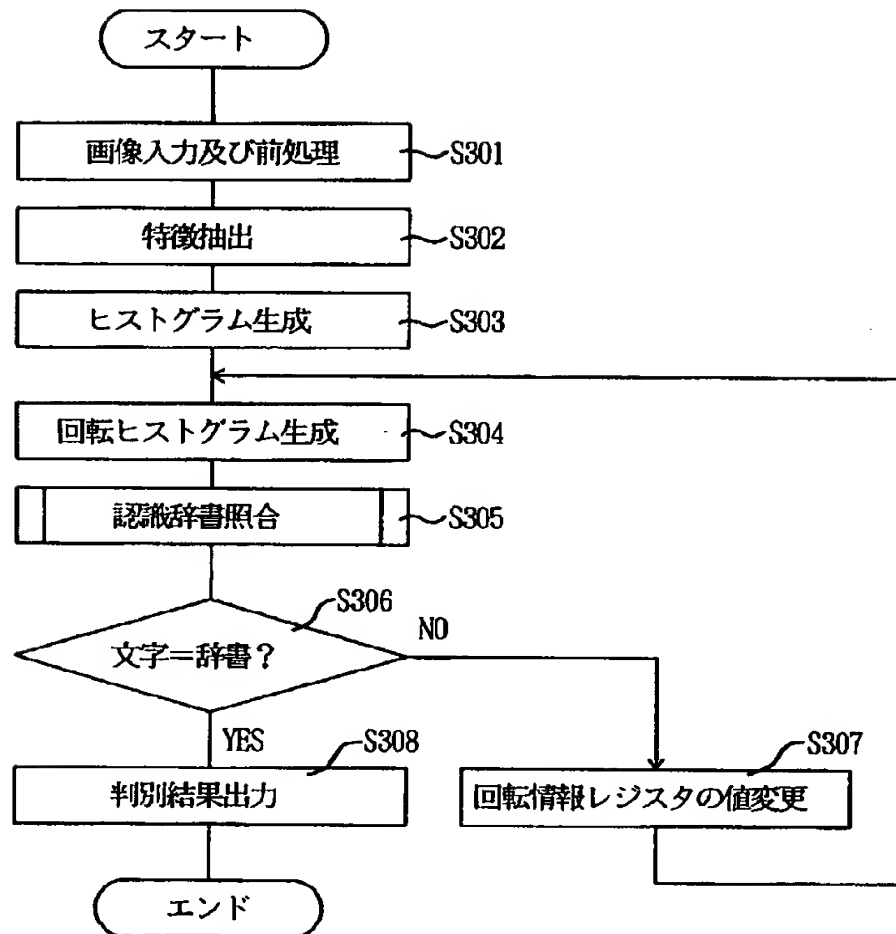 スタート
画像入力及び前処理
S301
特徴抽出
S302
ヒストグラム生成
S303
回転ヒストグラム生成
S304
認識辞書照合
S305
S306
文字＝辞書？
NO
YES
S308
判別結果出力
S307
回転情報レジスタの値変更
エンド